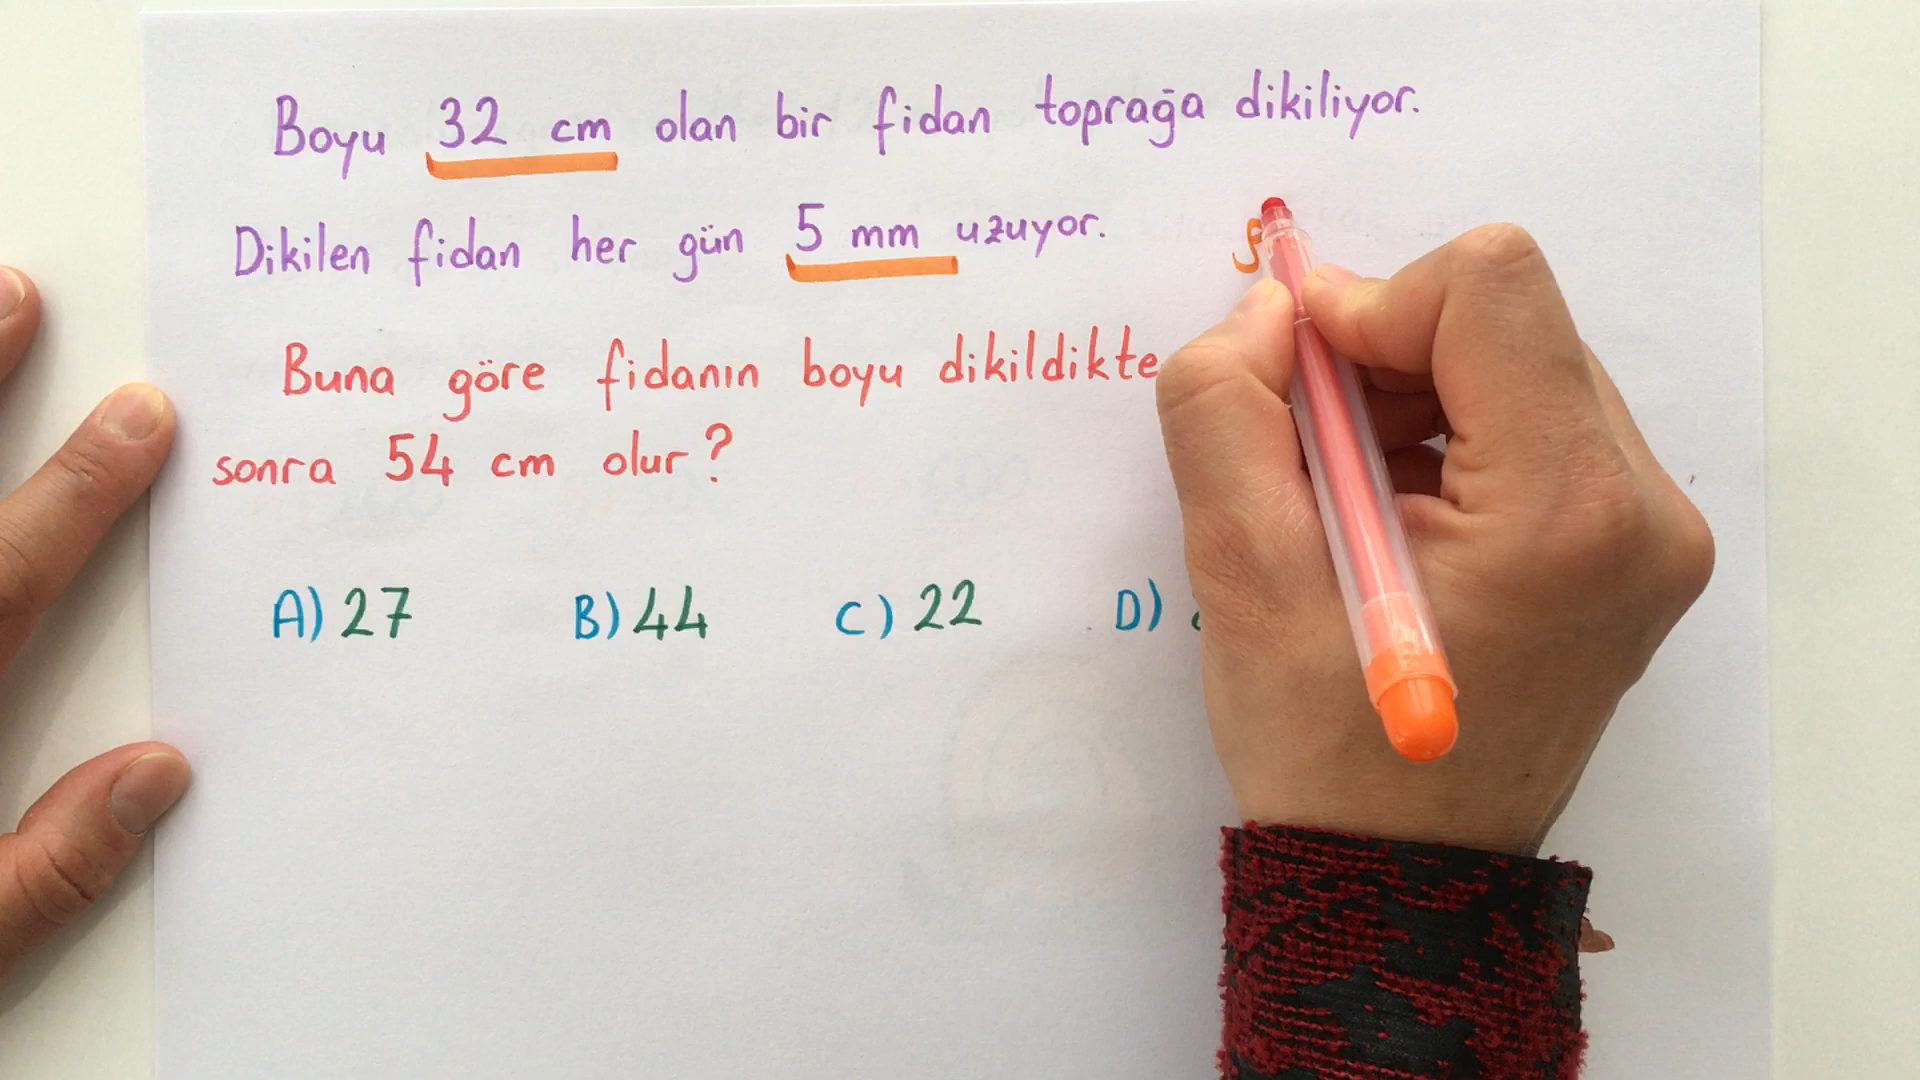 Boyu 32 cm olan bir fidan toprağa dikiliyor.
Dikilen fidan her gün 5 mm uzuyor.
Buna göre fidanın boyu dikildikte
sonra 54 cm olur?
A) 27 B) 44 C) 22 D)